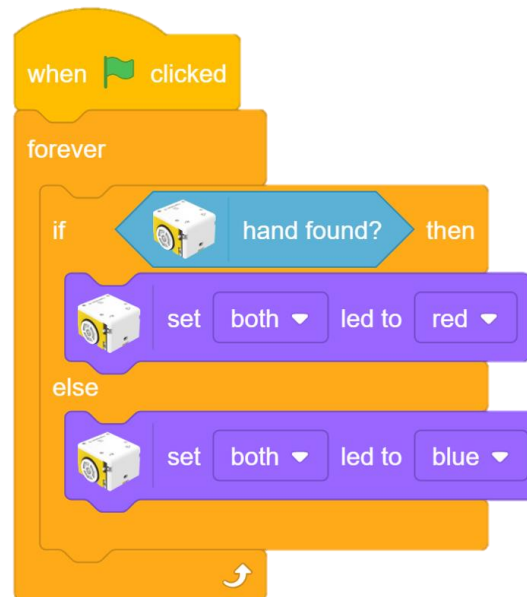 when clicked
forever
if hand found? then
set both led to red
else
set both led to blue